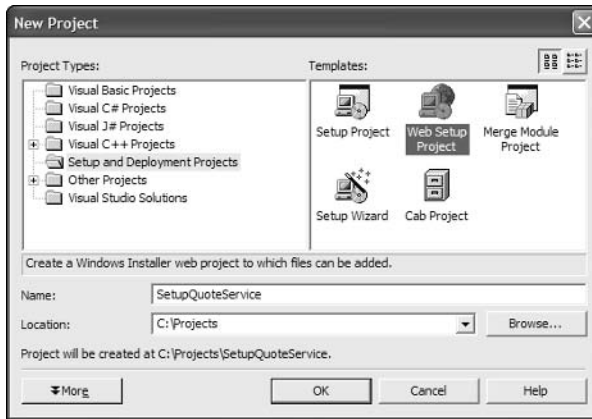 New Project
Project Types:
Templates:
Visual Basic Projects
Visual C# Projects
Visual J# Projects
Visual C++ Projects
Setup and Deployment Projects
Other Projects
Visual Studio Solutions
Setup Project
Web Setup
Project
Merge Module
Project
Setup Wizard
Cab Project
Create a Windows Installer web project to which files can be added.
Name:
SetupQuoteService
Location:
C:\Projects
Browse...
Project will be created at C:\Projects\SetupQuoteService.
More
OK
Cancel
Help